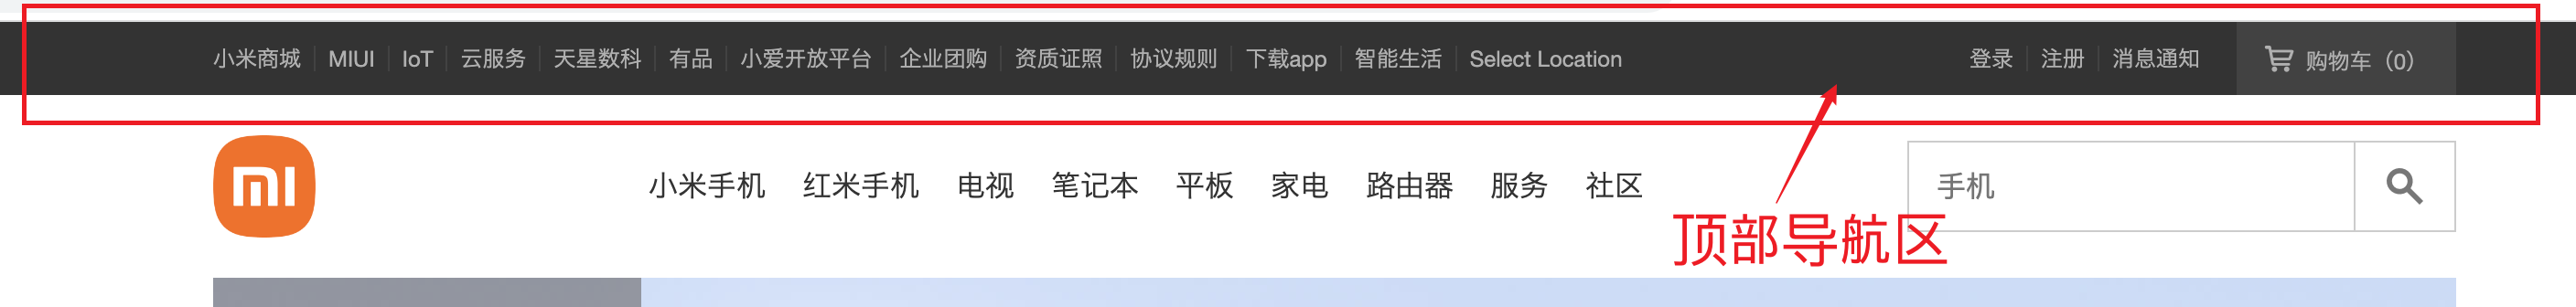 小米商城 MIUI IoT 云服务 天星数科 有品 小爱开放平台 企业团购 资质证照 协议规则 下载app 智能生活 Select Location 登录 注册 消息通知 购物车（0）
mi 小米手机 红米手机 电视 笔记本 平板 家电 路由器 服务 社区 手机
顶部导航区